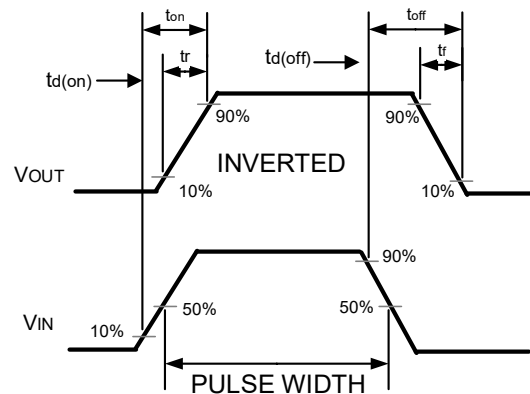 ton
toff
tr
tf
td(on)
td(off)
90%
90%
VOUT
INVERTED
10%
10%
90%
50%
50%
VIN
10%
PULSE WIDTH